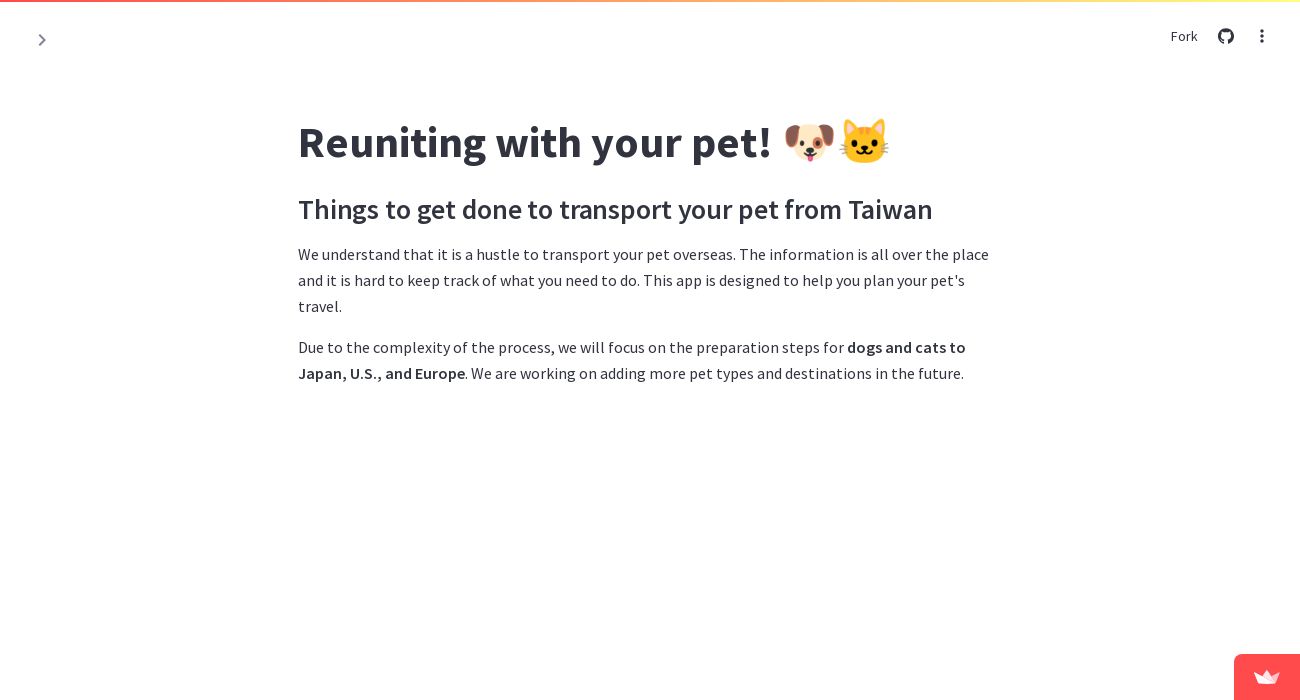 Fork
Reuniting with your pet! 🐶🐱
Things to get done to transport your pet from Taiwan
We understand that it is a hustle to transport your pet overseas. The information is all over the place
and it is hard to keep track of what you need to do. This app is designed to help you plan your pet's
travel.
Due to the complexity of the process, we will focus on the preparation steps for dogs and cats to
Japan, U.S., and Europe. We are working on adding more pet types and destinations in the future.